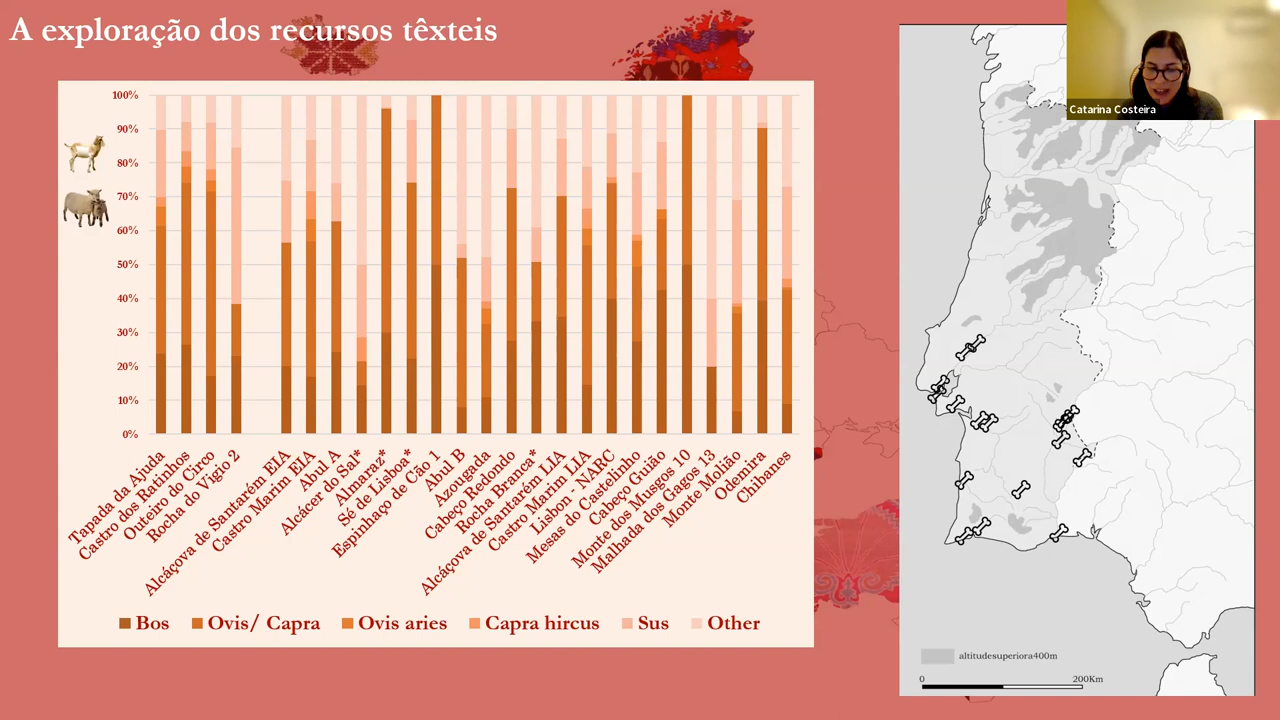 A exploração dos recursos têxteis
Catarina Costeira
100%
90%
80%
70%
60%
50%
40%
30%
20%
10%
0%
Tapada da Ajuda
Castro dos Ratinhos
Outeiro do Circo
Rocha do Vigio 2
Alcáçova de Santarém EIA
Castro Marim EIA
Abul A
Alcácer do Sal*
Almaraz*
Sé de Lisboa*
Espinhaço de Cão 1
Abul B
Azougada
Cabeço Redondo
Rocha Branca*
Alcáçova de Santarém LIA
Castro Marim LIA
Lisbon - NARC
Mesas do Castelinho
Cabeço Guião
Monte dos Musgos 10
Malhada dos Gagos 13
Monte Molião
Odemira
Chibanes
Bos
Ovis/ Capra
Ovis aries
Capra hircus
Sus
Other
altitudesuperiora400m
0 200Km